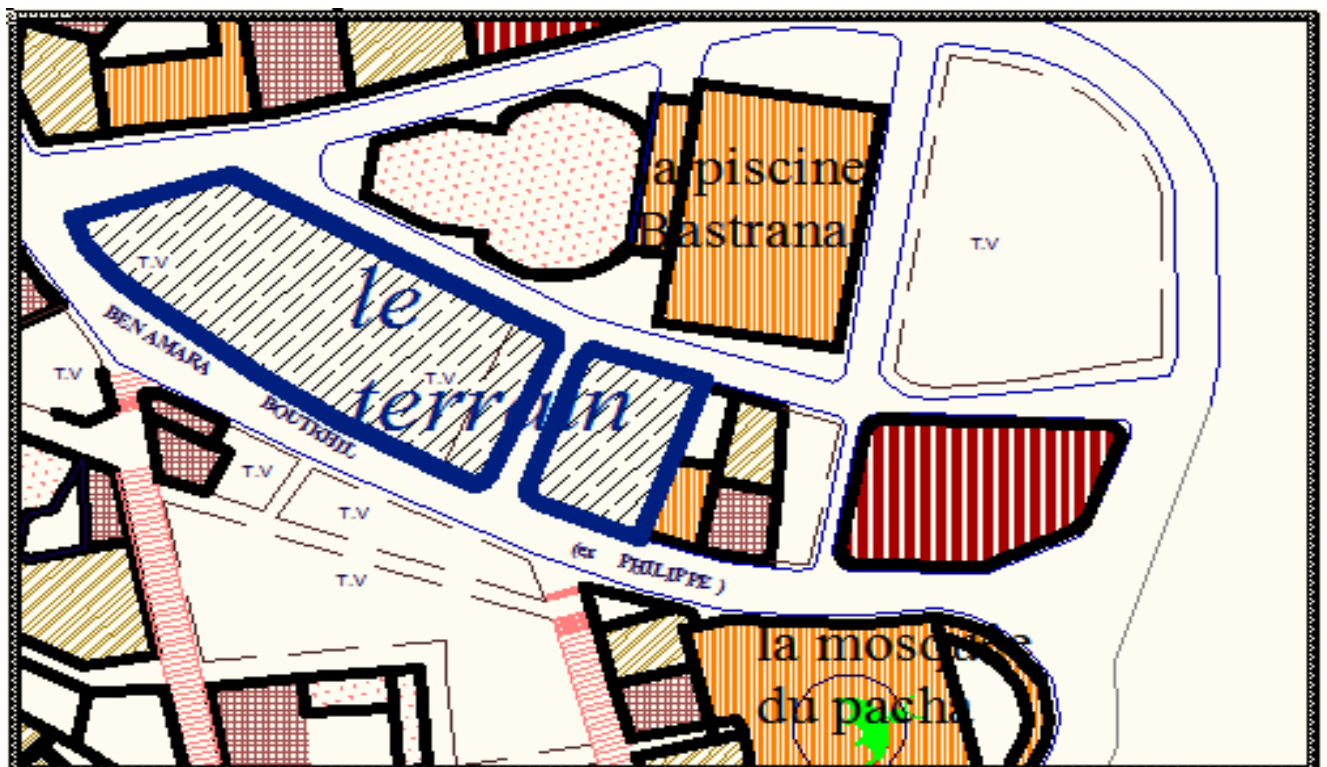 la piscine
Bastrana
T.V
T.V
le
terrain
T.V
BEN AMARA
BOUTKHIL
T.V
T.V
T.V
T.V
(ex PHILIPPE )
la mosquée
du pacha